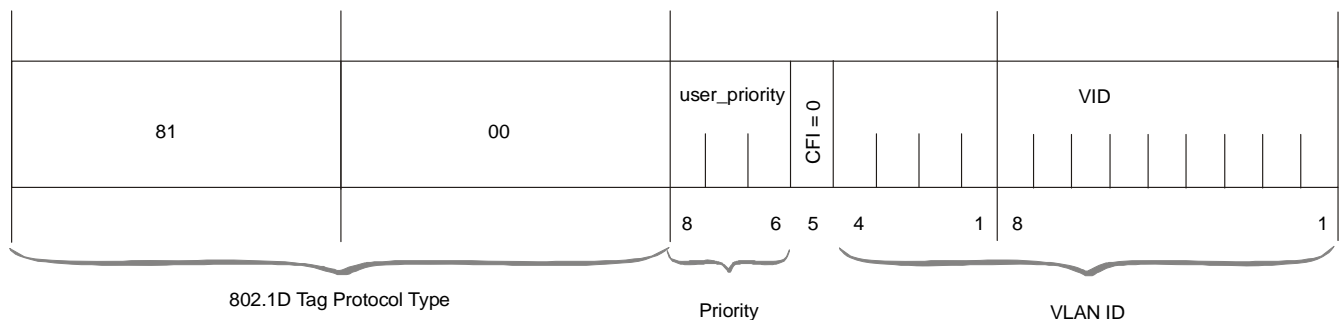 81
00
user_priority
CFI = 0
VID
8
6
5
4
1
8
1
802.1D Tag Protocol Type
Priority
VLAN ID